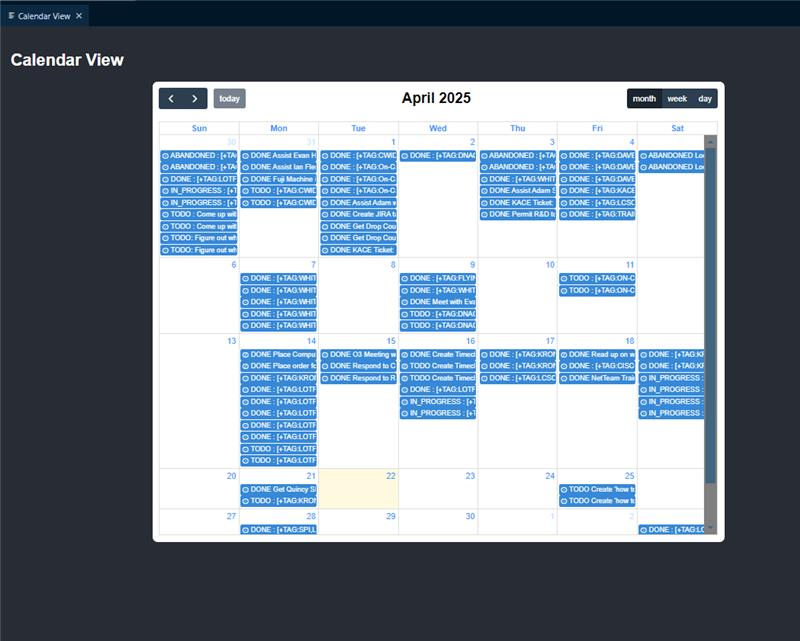 Calendar View
Calendar View
today
April 2025
month week day
Sun Mon Tue Wed Thu Fri Sat
30
ABANDONED : [+TA
ABANDONED : [+TA
DONE : [+TAG:LOTF
IN_PROGRESS : [+T
IN_PROGRESS : [+T
TODO : Come up wit
TODO : Come up wit
TODO: Figure out wh
TODO: Figure out wh
31
DONE Assist Evan H
DONE Assist Ian Fle
DONE Fuji Machine
TODO : [+TAG:CWID
TODO : [+TAG:CWID
1
DONE : [+TAG:CWID
DONE : [+TAG:On-C
DONE : [+TAG:On-C
DONE : [+TAG:On-C
DONE Assist Adam w
DONE Create JIRA t
DONE Get Drop Cou
DONE Get Drop Cou
DONE KACE Ticket:
2
DONE : [+TAG:DNAC
3
ABANDONED : [+TA
ABANDONED : [+TA
DONE : [+TAG:WHIT
DONE Assist Adam S
DONE KACE Ticket:
DONE Permit R&D to
4
DONE : [+TAG:DAVE
DONE : [+TAG:DAVE
DONE : [+TAG:DAVE
DONE : [+TAG:KACE
DONE : [+TAG:LCSC
DONE : [+TAG:TRAI
ABANDONED Lo
ABANDONED Lo
6
7
DONE : [+TAG:WHIT
DONE : [+TAG:WHIT
DONE : [+TAG:WHIT
DONE : [+TAG:WHIT
DONE : [+TAG:WHIT
8
9
DONE : [+TAG:FLYIN
DONE : [+TAG:WHIT
DONE Meet with Eva
TODO : [+TAG:DNAC
TODO : [+TAG:DNAC
10
11
TODO : [+TAG:ON-C
TODO : [+TAG:ON-C
13
14
DONE Place Compu
DONE Place order fo
DONE : [+TAG:KROI
DONE : [+TAG:LOTF
DONE : [+TAG:LOTF
DONE : [+TAG:LOTF
DONE : [+TAG:LOTF
DONE : [+TAG:LOTF
TODO : [+TAG:LOTF
TODO : [+TAG:LOTF
15
DONE O3 Meeting w
DONE Respond to C
DONE Respond to R
16
DONE Create Timecl
TODO Create Timecl
TODO Create Timecl
DONE : [+TAG:LOTF
IN_PROGRESS : [+T
IN_PROGRESS : [+T
17
DONE : [+TAG:KRON
DONE : [+TAG:KRON
DONE : [+TAG:LCSC
18
DONE Read up on w
DONE : [+TAG:CISC
DONE NetTeam Trai
DONE : [+TAG:KF
DONE : [+TAG:KF
IN_PROGRESS :
IN_PROGRESS :
IN_PROGRESS :
IN_PROGRESS :
20
21
DONE Get Quincy S
TODO : [+TAG:KRON
22
23
24
25
TODO Create 'how t
TODO Create 'how t
27
28
DONE : [+TAG:SPI,L
29
30
1
2
DONE : [+TAG:LC